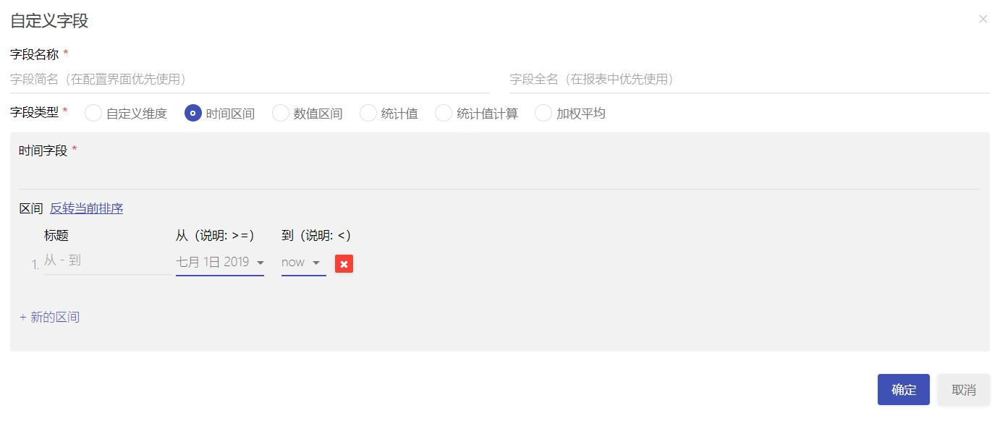 自定义字段 ×
字段名称 *
字段简名（在配置界面优先使用） 字段全名（在报表中优先使用）
字段类型 * 自定义维度 时间区间 数值区间 统计值 统计值计算 加权平均
时间字段 *
区间 反转当前排序
标题 从（说明: >=） 到（说明: <）
1. 从 - 到 七月 1日 2019 now
+ 新的区间
确定 取消